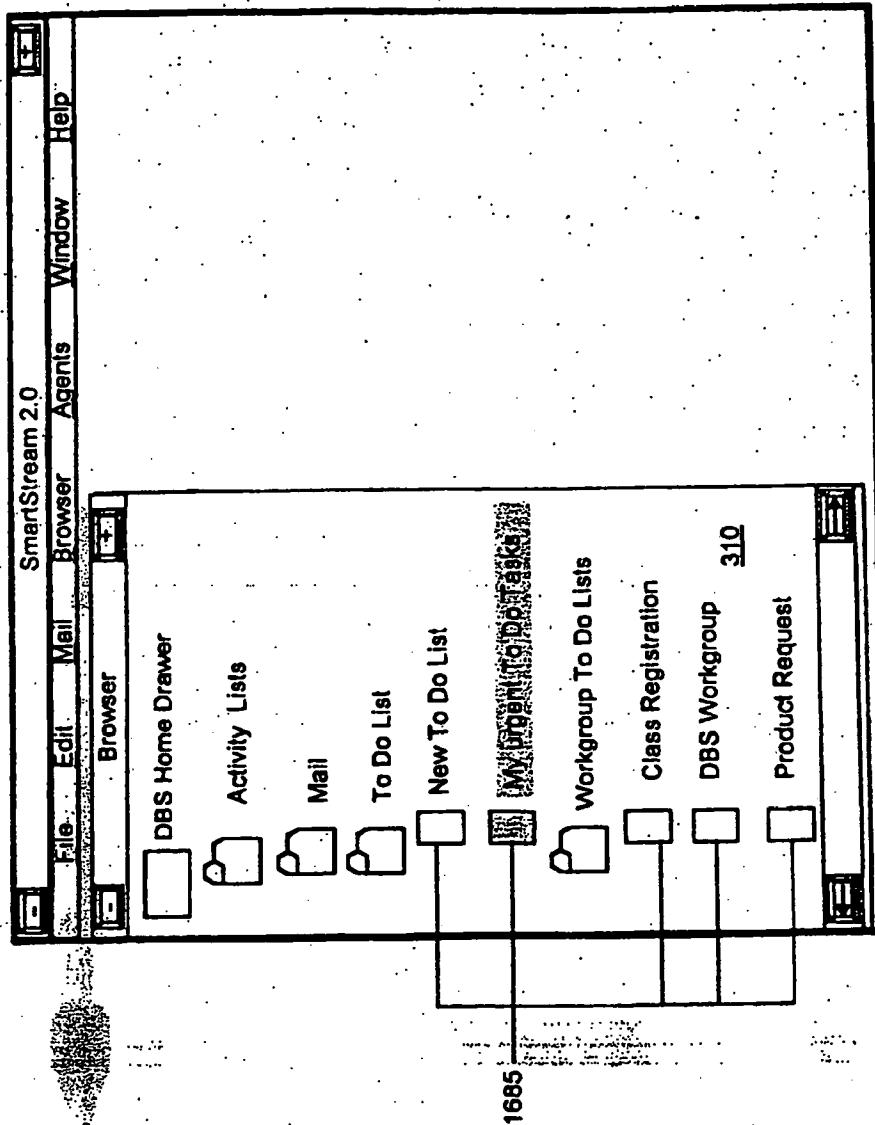 SmartStream 2.0
File Edit Mail Browser Agents Window Help
Browser
DBS Home Drawer
Activity Lists
Mail
To Do List
New To Do List
My urgent To Do Tasks
Workgroup To Do Lists
Class Registration
DBS Workgroup
310
Product Request
1685